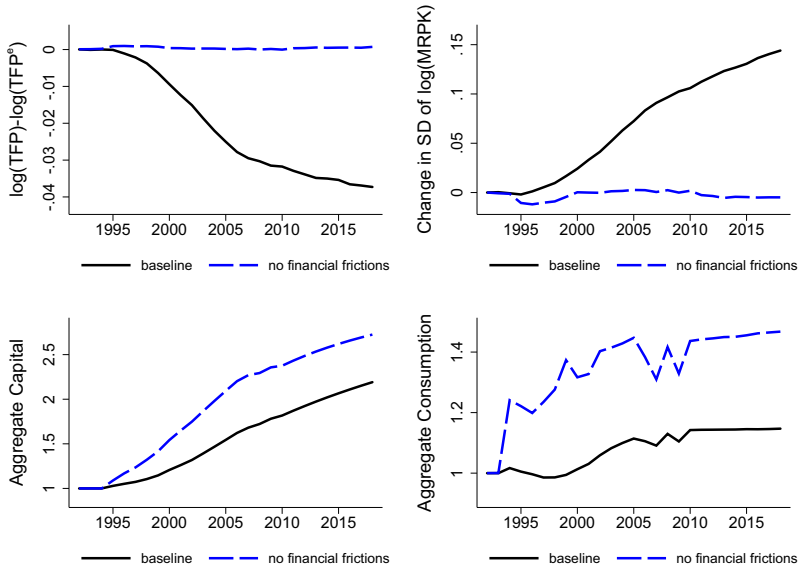 log(TFP)-log(TFPᵉ)
0
-.01
-.02
-.03
-.04
1995 2000 2005 2010 2015
baseline no financial frictions
Change in SD of log(MRPK)
.15
.1
.05
0
1995 2000 2005 2010 2015
baseline no financial frictions
Aggregate Capital
2.5
2
1.5
1
1995 2000 2005 2010 2015
baseline no financial frictions
Aggregate Consumption
1.4
1.2
1
1995 2000 2005 2010 2015
baseline no financial frictions